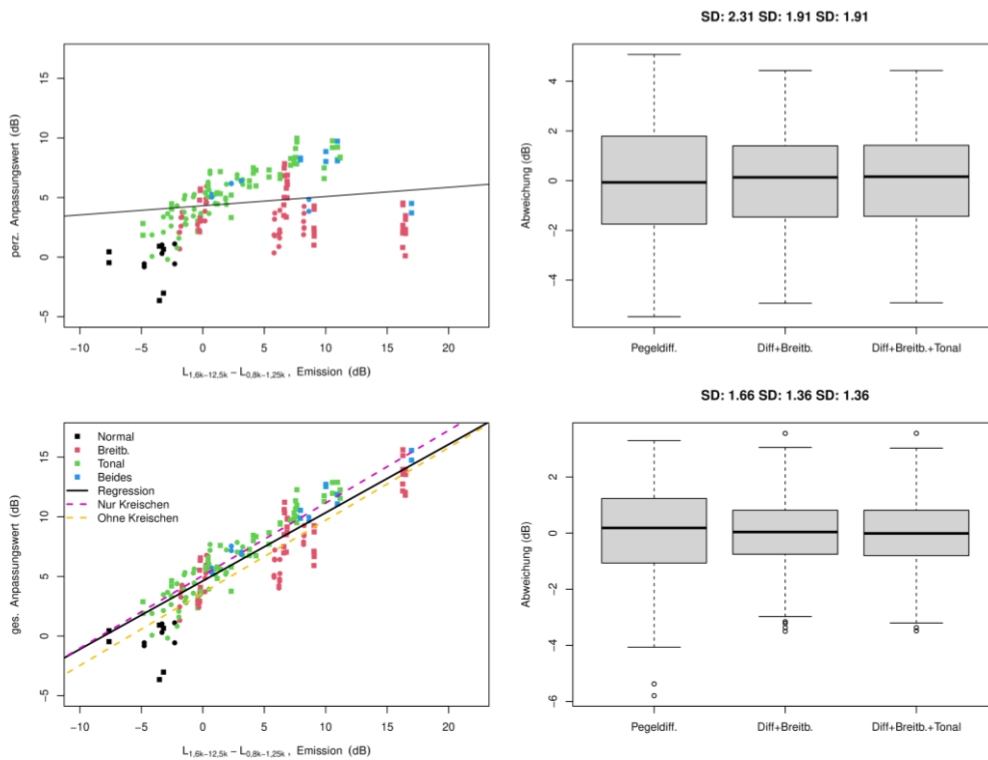 SD: 2.31 SD: 1.91 SD: 1.91
perz. Anpassungswert (dB)
15
10
5
0
−5
−10 −5 0 5 10 15 20
L1,6k−12,5k − L0,8k−1,25k , Emission (dB)
Abweichung (dB)
4
2
0
−2
−4
Pegeldiff. Diff+Breitb. Diff+Breitb.+Tonal
SD: 1.66 SD: 1.36 SD: 1.36
ges. Anpassungswert (dB)
15
10
5
0
−5
Normal
Breitb.
Tonal
Beides
Regression
Nur Kreischen
Ohne Kreischen
−10 −5 0 5 10 15 20
L1,6k−12,5k − L0,8k−1,25k , Emission (dB)
Abweichung (dB)
2
0
−2
−4
−6
Pegeldiff. Diff+Breitb. Diff+Breitb.+Tonal